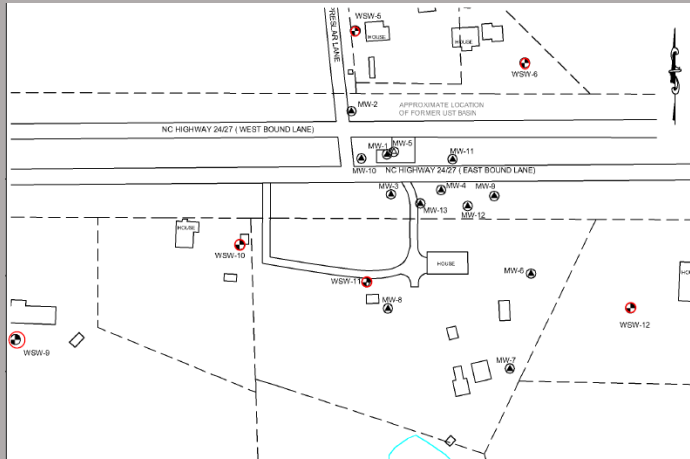 WSW-5
HOUSE
HOUSE
WSW-6
PRESLAR LANE
MW-2
APPROXIMATE LOCATION
OF FORMER UST BASIN
NC HIGHWAY 24/27 ( WEST BOUND LANE)
MW-1
MW-5
MW-11
MW-10
NC HIGHWAY 24/27 ( EAST BOUND LANE)
MW-3
MW-4
MW-9
MW-13
MW-12
HOUSE
WSW-10
HOUSE
MW-6
WSW-11
MW-8
HOUSE
WSW-12
WSW-9
MW-7